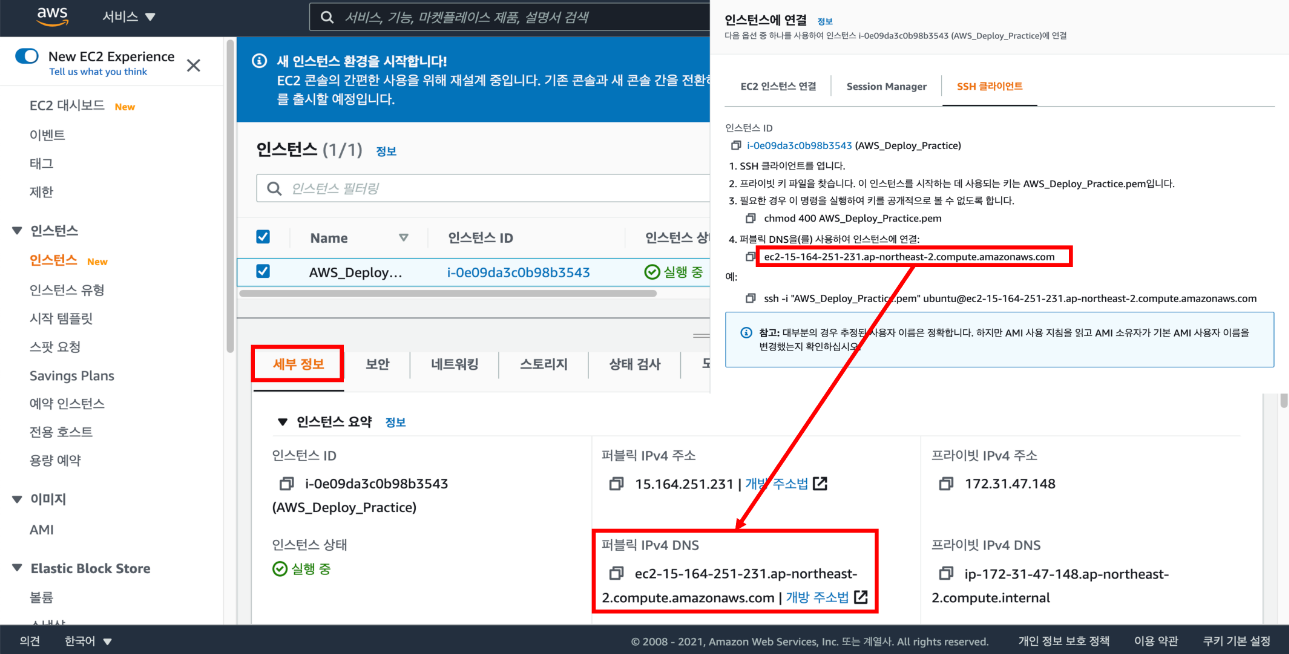 aws
서비스
서비스, 기능, 마켓플레이스 제품, 설명서 검색
New EC2 Experience
Tell us what you think
EC2 대시보드 New
이벤트
태그
제한
인스턴스
인스턴스 New
인스턴스 유형
시작 템플릿
스팟 요청
Savings Plans
예약 인스턴스
전용 호스트
용량 예약
이미지
AMI
Elastic Block Store
볼륨
새 인스턴스 환경을 시작합니다!
EC2 콘솔의 간편한 사용을 위해 재설계 중입니다. 기존 콘솔과 새 콘솔 간을 전환하
를 출시할 예정입니다.
인스턴스 (1/1) 정보
인스턴스 필터링
Name 인스턴스 ID 인스턴스 상
AWS_Deploy... i-0e09da3c0b98b3543 실행 중
세부 정보 보안 네트워킹 스토리지 상태 검사 모
인스턴스 요약 정보
인스턴스 ID
i-0e09da3c0b98b3543
(AWS_Deploy_Practice)
퍼블릭 IPv4 주소
15.164.251.231 | 개방 주소법
프라이빗 IPv4 주소
172.31.47.148
인스턴스 상태
실행 중
퍼블릭 IPv4 DNS
ec2-15-164-251-231.ap-northeast-
2.compute.amazonaws.com | 개방 주소법
프라이빗 IPv4 DNS
ip-172-31-47-148.ap-northeast-
2.compute.internal
인스턴스에 연결 정보
다음 옵션 중 하나를 사용하여 인스턴스 i-0e09da3c0b98b3543 (AWS_Deploy_Practice)에 연결
EC2 인스턴스 연결 Session Manager SSH 클라이언트
인스턴스 ID
i-0e09da3c0b98b3543 (AWS_Deploy_Practice)
1. SSH 클라이언트를 엽니다.
2. 프라이빗 키 파일을 찾습니다. 이 인스턴스를 시작하는 데 사용되는 키는 AWS_Deploy_Practice.pem입니다.
3. 필요한 경우 이 명령을 실행하여 키를 공개적으로 볼 수 없도록 합니다.
chmod 400 AWS_Deploy_Practice.pem
4. 퍼블릭 DNS을(를) 사용하여 인스턴스에 연결:
ec2-15-164-251-231.ap-northeast-2.compute.amazonaws.com
예:
ssh -i "AWS_Deploy_Practice.pem" ubuntu@ec2-15-164-251-231.ap-northeast-2.compute.amazonaws.com
참고: 대부분의 경우 추정된 사용자 이름은 정확합니다. 하지만 AMI 사용 지침을 읽고 AMI 소유자가 기본 AMI 사용자 이름을
변경했는지 확인하십시오.
의견 한국어
© 2008 - 2021, Amazon Web Services, Inc. 또는 계열사. All rights reserved. 개인 정보 보호 정책 이용 약관 쿠키 기본 설정